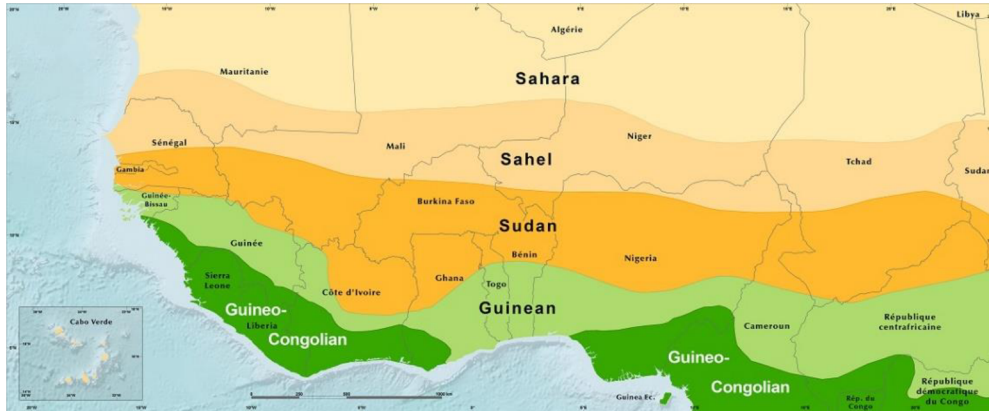 Libya
Algérie
Mauritanie
Sahara
Niger
Sénégal
Mali
Sahel
Tchad
Gambia
Sudan
Burkina Faso
Guinée-
Bissau
Sudan
Guinée
Bénin
Nigeria
Sierra
Leone
Ghana
Togo
Côte d'Ivoire
Guineo-
Congolian
Guinean
Liberia
Cameroun
République
centrafricaine
Cabo Verde
Guineo-
Congolian
République
démocratique
du Congo
Guinea Ec.
Rép. du
Congo